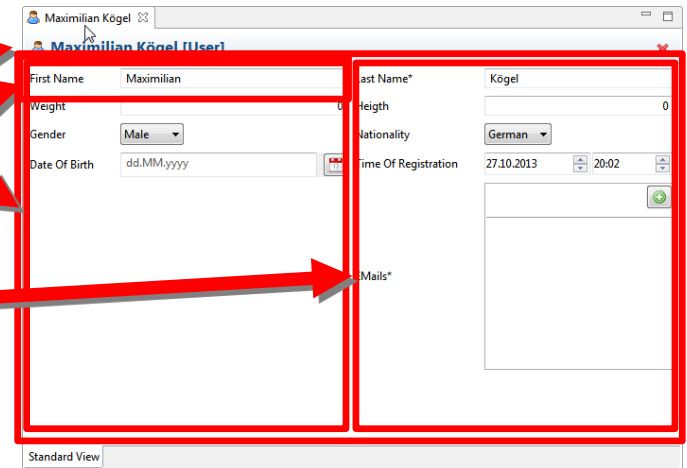 Maximilian Kögel
Maximilian Kögel [User]
First Name Maximilian
Last Name* Kögel
Weight 0
Heigth 0
Gender Male
Nationality German
Date Of Birth dd.MM.yyyy
Time Of Registration 27.10.2013 20:02
EMails*
Standard View